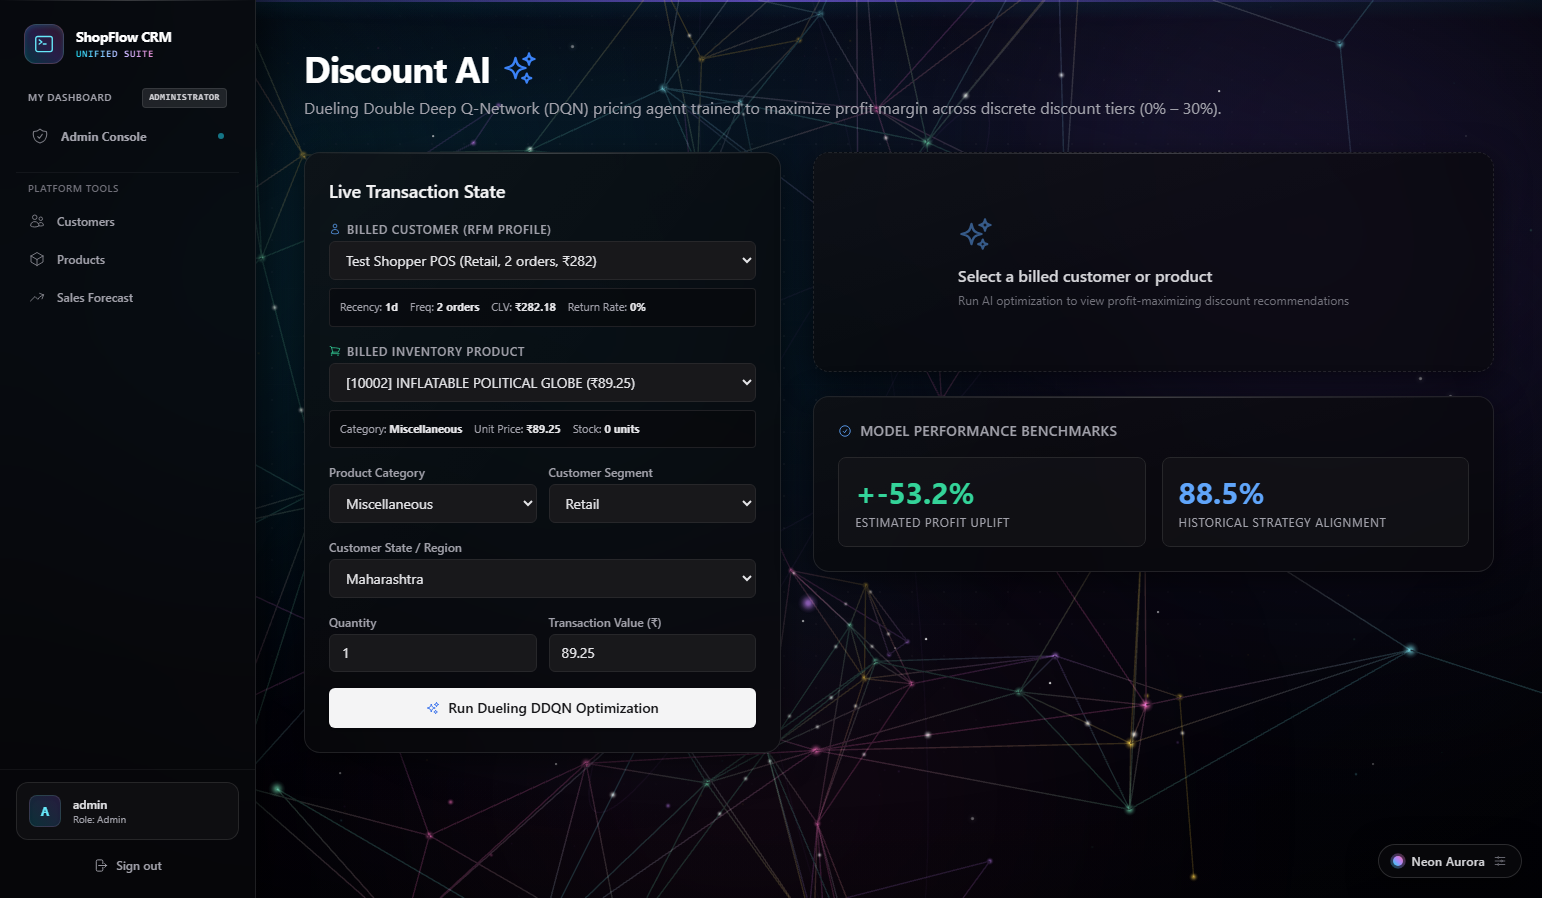 ShopFlow CRM
UNIFIED SUITE
MY DASHBOARD
ADMINISTRATOR
Admin Console
PLATFORM TOOLS
Customers
Products
Sales Forecast
A
admin
Role: Admin
Sign out
Discount AI
Dueling Double Deep Q-Network (DQN) pricing agent trained to maximize profit margin across discrete discount tiers (0% – 30%).
Live Transaction State
BILLED CUSTOMER (RFM PROFILE)
Test Shopper POS (Retail, 2 orders, ₹282)
Recency: 1d Freq: 2 orders CLV: ₹282.18 Return Rate: 0%
BILLED INVENTORY PRODUCT
[10002] INFLATABLE POLITICAL GLOBE (₹89.25)
Category: Miscellaneous Unit Price: ₹89.25 Stock: 0 units
Product Category
Customer Segment
Miscellaneous
Retail
Customer State / Region
Maharashtra
Quantity
Transaction Value (₹)
1
89.25
Run Dueling DDQN Optimization
Select a billed customer or product
Run AI optimization to view profit-maximizing discount recommendations
MODEL PERFORMANCE BENCHMARKS
+-53.2%
ESTIMATED PROFIT UPLIFT
88.5%
HISTORICAL STRATEGY ALIGNMENT
Neon Aurora